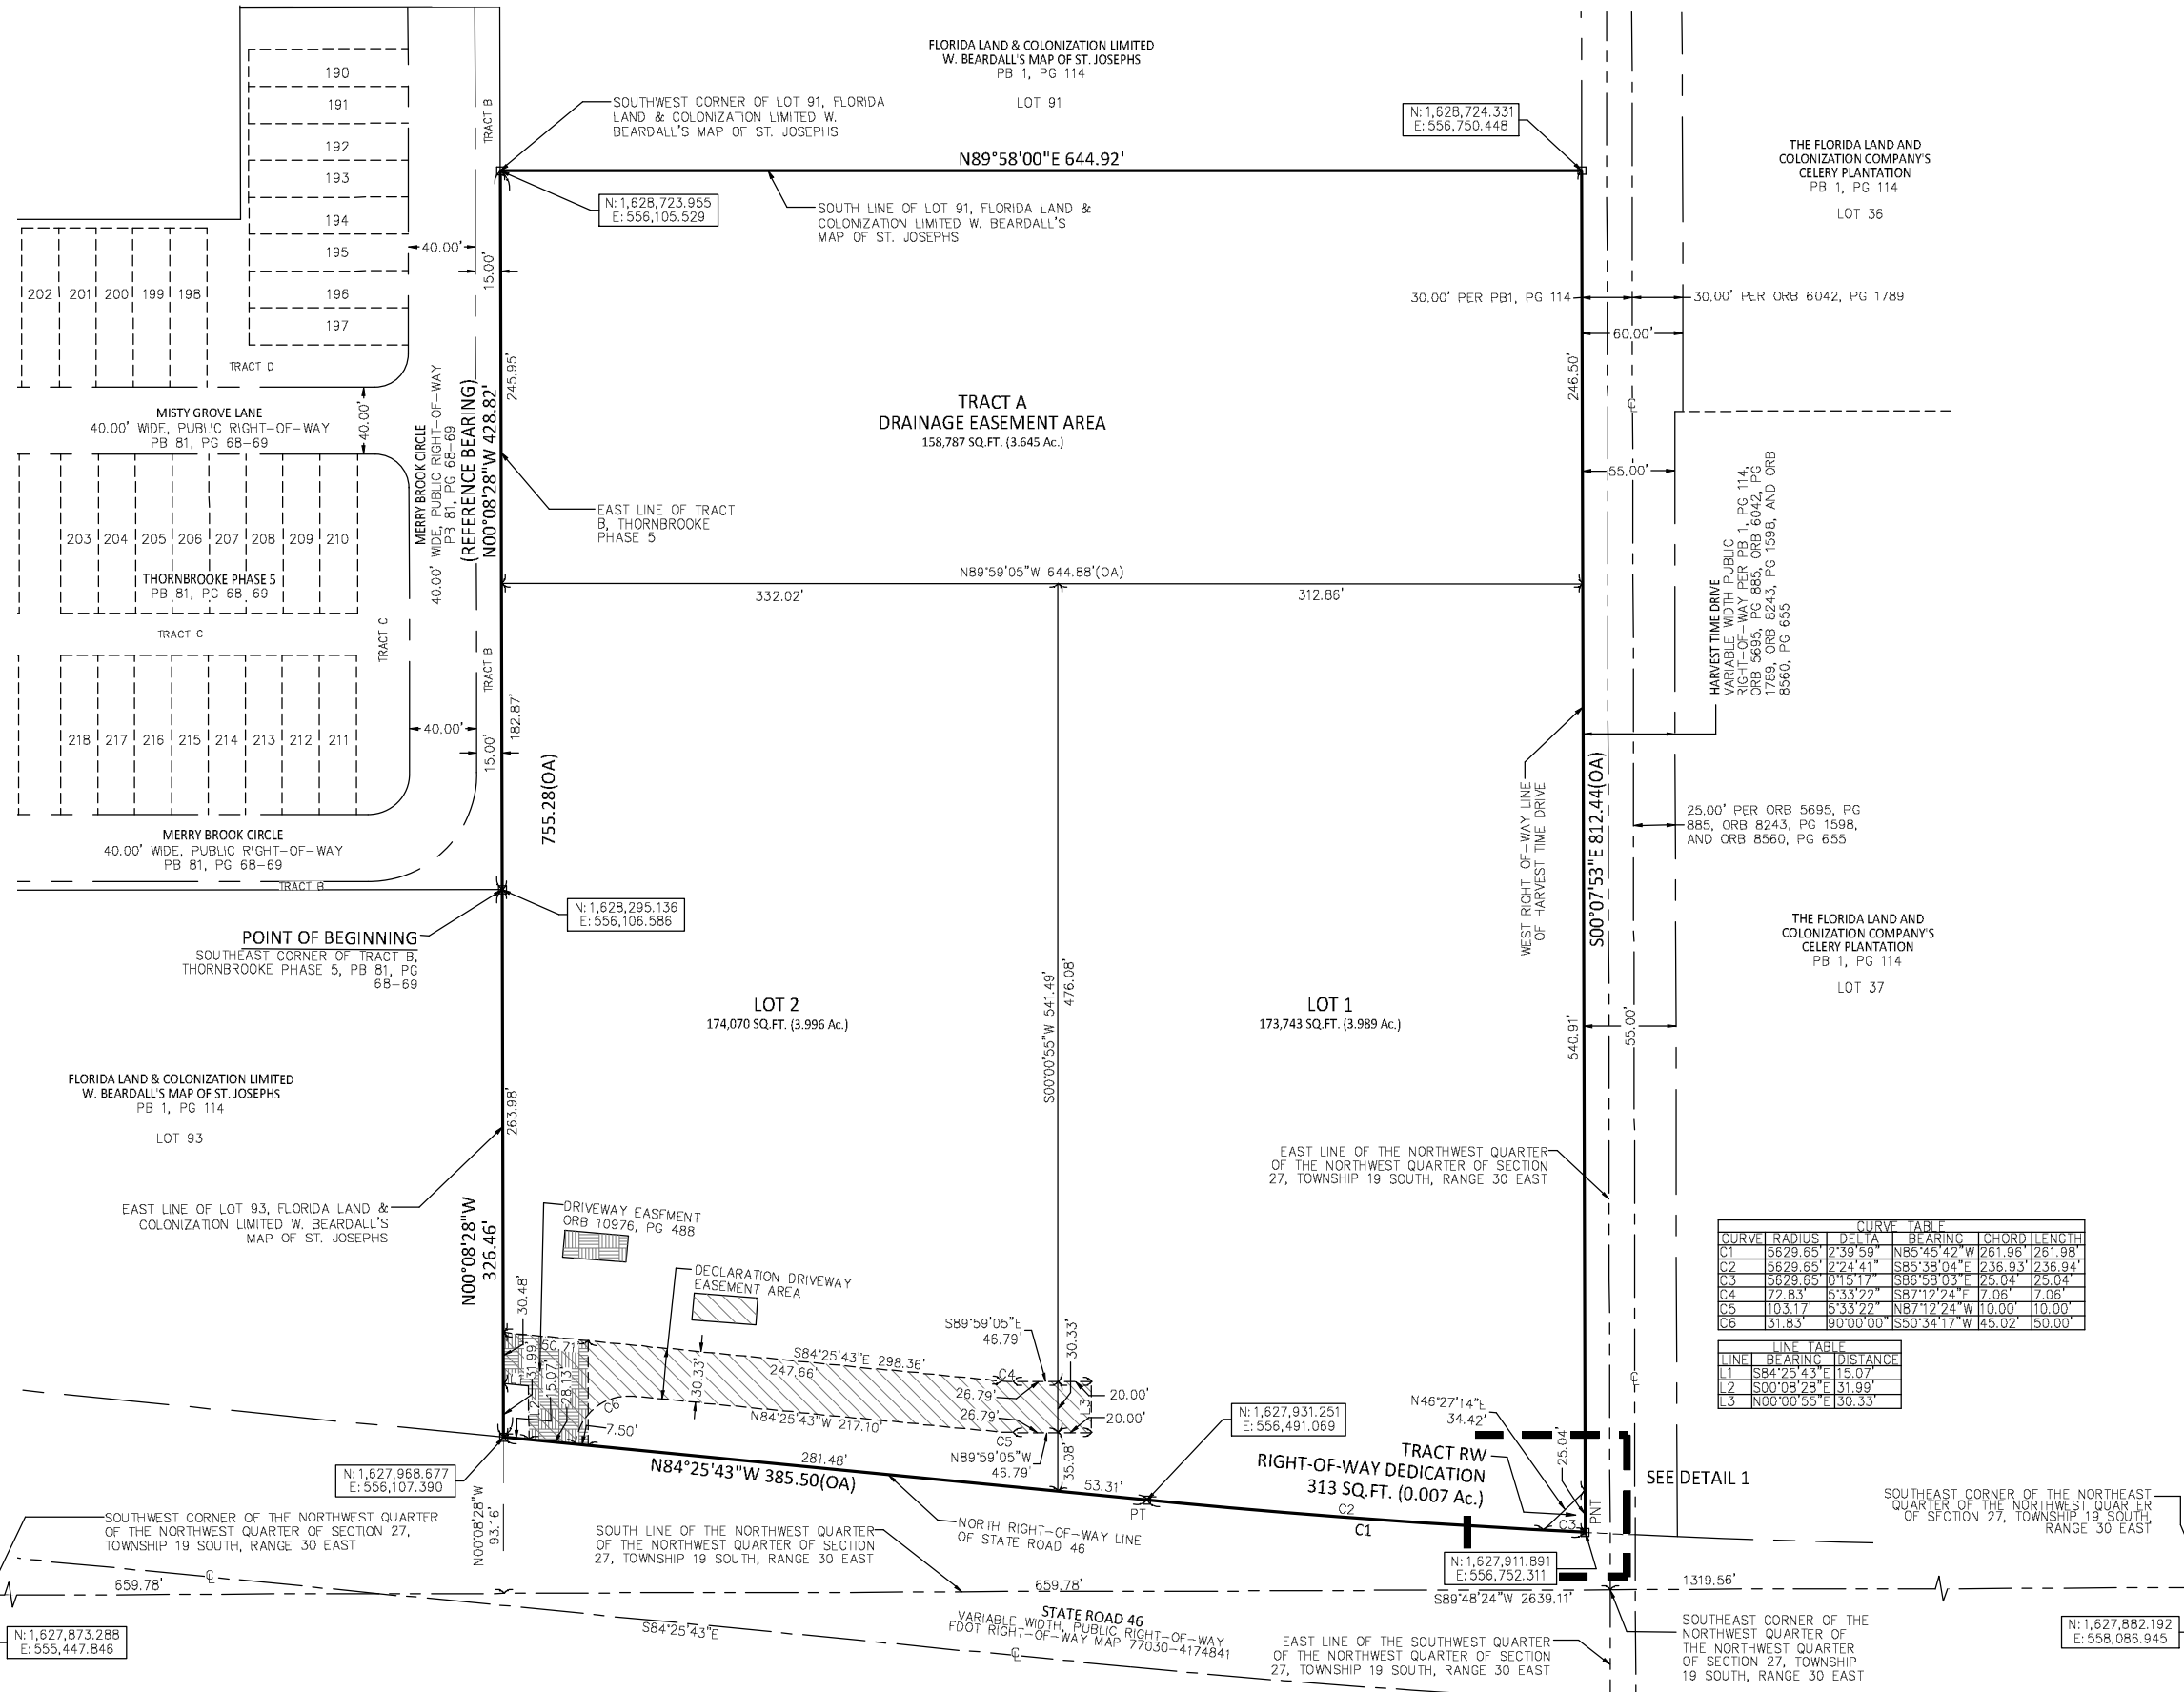 FLORIDA LAND & COLONIZATION LIMITED
W. BEARDALL'S MAP OF ST. JOSEPHS
PB 1, PG 114
LOT 91
SOUTHWEST CORNER OF LOT 91, FLORIDA
LAND & COLONIZATION LIMITED W.
BEARDALL'S MAP OF ST. JOSEPHS
N: 1,628,724.331
E: 556,750.448
THE FLORIDA LAND AND
COLONIZATION COMPANY'S
CELERY PLANTATION
PB 1, PG 114
LOT 36
N89°58'00"E 644.92'
N: 1,628,723.955
E: 556,105.529
SOUTH LINE OF LOT 91, FLORIDA LAND &
COLONIZATION LIMITED W. BEARDALL'S
MAP OF ST. JOSEPHS
190
191
192
193
194
195
196
197
TRACT B
40.00'
15.00'
202
201
200
199
198
TRACT D
30.00' PER PB1, PG 114
30.00' PER ORB 6042, PG 1789
60.00'
245.95'
246.50'
MISTY GROVE LANE
40.00' WIDE, PUBLIC RIGHT-OF-WAY
PB 81, PG 68-69
40.00'
MERRY BROOK CIRCLE
40.00' WIDE, PUBLIC RIGHT-OF-WAY
PB 81, PG 68-69
(REFERENCE BEARING)
N00°08'28"W 428.82'
TRACT A
DRAINAGE EASEMENT AREA
158,787 SQ.FT. (3.645 Ac.)
55.00'
EAST LINE OF TRACT
B, THORNBROOKE
PHASE 5
203
204
205
206
207
208
209
210
THORNBROOKE PHASE 5
PB 81, PG 68-69
TRACT C
TRACT C
N89°59'05"W 644.88'(OA)
332.02'
312.86'
HARVEST TIME DRIVE
VARIABLE WIDTH PUBLIC
RIGHT-OF-WAY PER PB 1, PG 114,
ORB 5695, PG 885, ORB 6042, PG
1789, ORB 8243, PG 1598, AND ORB
8560, PG 655
TRACT B
182.87'
218
217
216
215
214
213
212
211
40.00'
15.00'
755.28(OA)
WEST RIGHT-OF-WAY LINE
OF HARVEST TIME DRIVE
S00°07'53"E 812.44(OA)
25.00' PER ORB 5695, PG
885, ORB 8243, PG 1598,
AND ORB 8560, PG 655
MERRY BROOK CIRCLE
40.00' WIDE, PUBLIC RIGHT-OF-WAY
PB 81, PG 68-69
TRACT B
N: 1,628,295.136
E: 556,106.586
POINT OF BEGINNING
SOUTHEAST CORNER OF TRACT B,
THORNBROOKE PHASE 5, PB 81, PG
68-69
THE FLORIDA LAND AND
COLONIZATION COMPANY'S
CELERY PLANTATION
PB 1, PG 114
LOT 37
LOT 2
174,070 SQ.FT. (3.996 Ac.)
S00°00'55"W 541.49'
476.08'
LOT 1
173,743 SQ.FT. (3.989 Ac.)
540.91'
55.00'
FLORIDA LAND & COLONIZATION LIMITED
W. BEARDALL'S MAP OF ST. JOSEPHS
PB 1, PG 114
LOT 93
263.98'
EAST LINE OF LOT 93, FLORIDA LAND &
COLONIZATION LIMITED W. BEARDALL'S
MAP OF ST. JOSEPHS
N00°08'28"W
326.46'
EAST LINE OF THE NORTHWEST QUARTER
OF THE NORTHWEST QUARTER OF SECTION
27, TOWNSHIP 19 SOUTH, RANGE 30 EAST
DRIVEWAY EASEMENT
ORB 10976, PG 488
DECLARATION DRIVEWAY
EASEMENT AREA
CURVE TABLE
CURVE RADIUS DELTA BEARING CHORD LENGTH
C1 5629.65' 2°39'59" N85°45'42"W 261.96' 261.98'
C2 5629.65' 2°24'41" S85°38'04"E 236.93' 236.94'
C3 5629.65' 0°15'17" S86°58'03"E 25.04' 25.04'
C4 72.83' 5°33'22" S87°12'24"E 7.06' 7.06'
C5 103.17' 5°33'22" N87°12'24"W 10.00' 10.00'
C6 31.83' 90°00'00" S50°34'17"W 45.02' 50.00'
LINE TABLE
LINE BEARING DISTANCE
L1 S84°25'43"E 15.07'
L2 S00°08'28"E 31.99'
L3 N00°00'55"E 30.33'
30.48'
50.71'
31.99'
15.07'
28.13'
7.50'
C6
S84°25'43"E 298.36'
247.66
30.33'
N84°25'43"W 217.10'
S89°59'05"E
46.79'
C4
26.79'
26.79'
C5
N89°59'05"W
46.79'
30.33'
L3
20.00'
20.00'
35.08'
N: 1,627,931.251
E: 556,491.069
N46°27'14"E
34.42'
25.04'
TRACT RW
RIGHT-OF-WAY DEDICATION
313 SQ.FT. (0.007 Ac.)
SEE DETAIL 1
PNT
281.48'
N84°25'43"W 385.50(OA)
53.31'
PT
C2
C1
C3
N: 1,627,968.677
E: 556,107.390
SOUTHWEST CORNER OF THE NORTHWEST QUARTER
OF THE NORTHWEST QUARTER OF SECTION 27,
TOWNSHIP 19 SOUTH, RANGE 30 EAST
N00°08'28"W
93.16'
SOUTH LINE OF THE NORTHWEST QUARTER
OF THE NORTHWEST QUARTER OF SECTION
27, TOWNSHIP 19 SOUTH, RANGE 30 EAST
NORTH RIGHT-OF-WAY LINE
OF STATE ROAD 46
N: 1,627,911.891
E: 556,752.311
SOUTHEAST CORNER OF THE NORTHEAST
QUARTER OF THE NORTHWEST QUARTER
OF SECTION 27, TOWNSHIP 19 SOUTH,
RANGE 30 EAST
659.78'
659.78'
S89°48'24"W 2639.11'
1319.56'
N: 1,627,873.288
E: 555,447.846
S84°25'43"E
STATE ROAD 46
VARIABLE WIDTH, PUBLIC RIGHT-OF-WAY
FDOT RIGHT-OF-WAY MAP 77030-4174841
EAST LINE OF THE SOUTHWEST QUARTER
OF THE NORTHWEST QUARTER OF SECTION
27, TOWNSHIP 19 SOUTH, RANGE 30 EAST
SOUTHEAST CORNER OF THE
NORTHWEST QUARTER OF
THE NORTHWEST QUARTER
OF SECTION 27, TOWNSHIP
19 SOUTH, RANGE 30 EAST
N: 1,627,882.192
E: 558,086.945